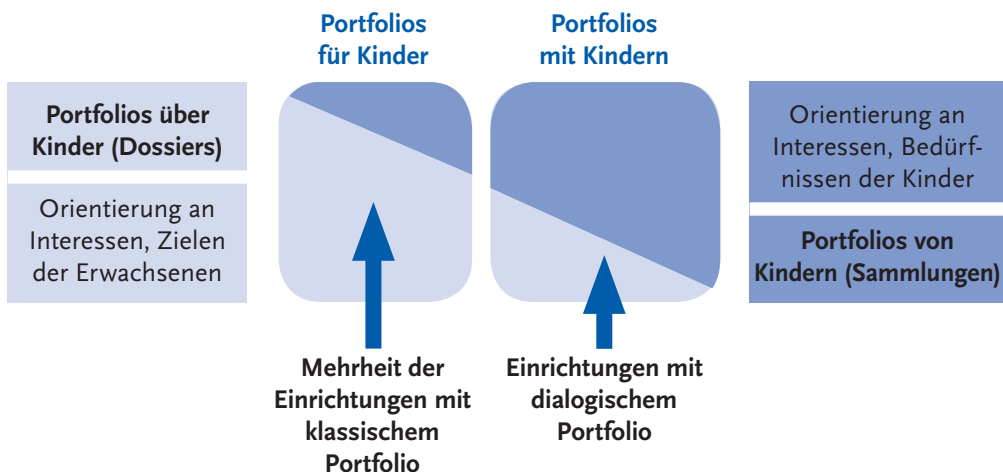 Portfolios
für Kinder
Portfolios
mit Kindern
Portfolios über
Kinder (Dossiers)
Orientierung an
Interessen, Zielen
der Erwachsenen
Orientierung an
Interessen, Bedürf-
nissen der Kinder
Portfolios von
Kindern (Sammlungen)
Mehrheit der
Einrichtungen mit
klassischem
Portfolio
Einrichtungen mit
dialogischem
Portfolio